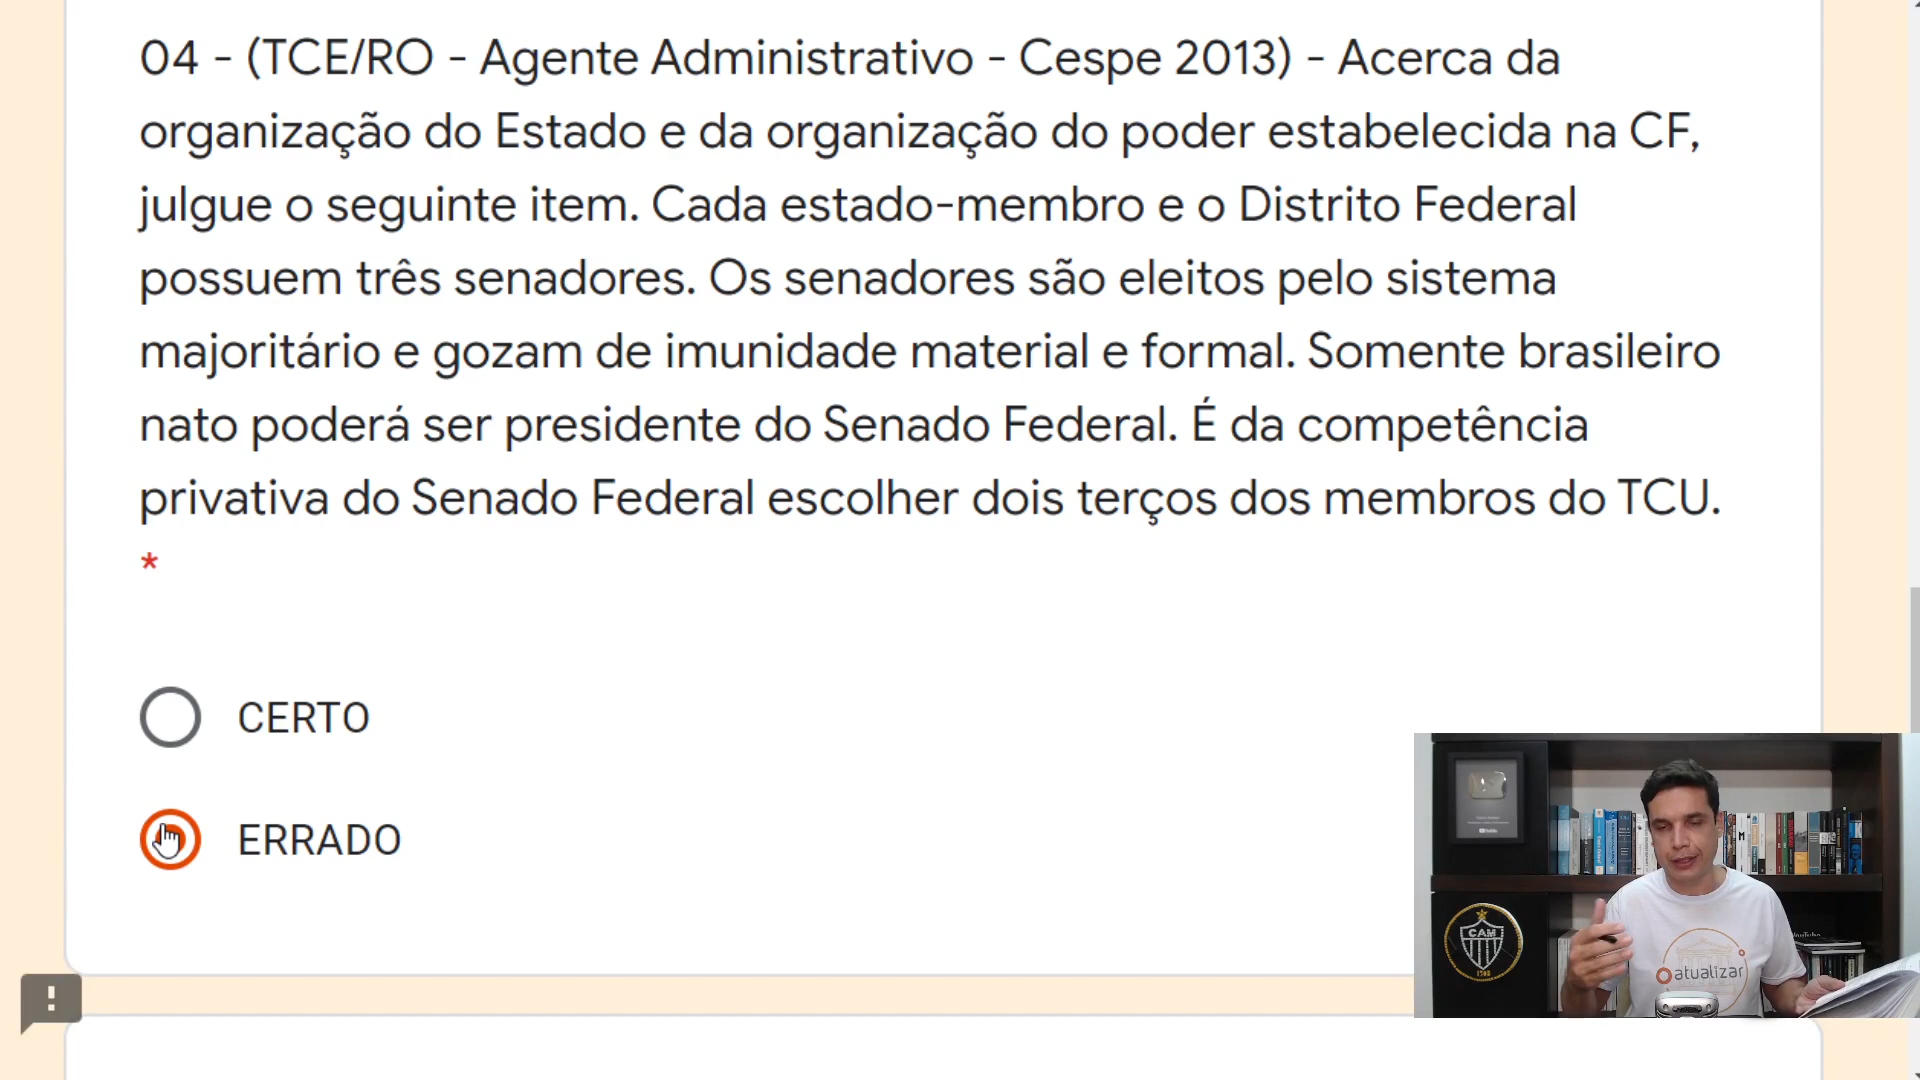 04 - (TCE/RO - Agente Administrativo - Cespe 2013) - Acerca da
organização do Estado e da organização do poder estabelecida na CF,
julgue o seguinte item. Cada estado-membro e o Distrito Federal
possuem três senadores. Os senadores são eleitos pelo sistema
majoritário e gozam de imunidade material e formal. Somente brasileiro
nato poderá ser presidente do Senado Federal. É da competência
privativa do Senado Federal escolher dois terços dos membros do TCU.
*
CERTO
ERRADO
!
CAM
atualizar